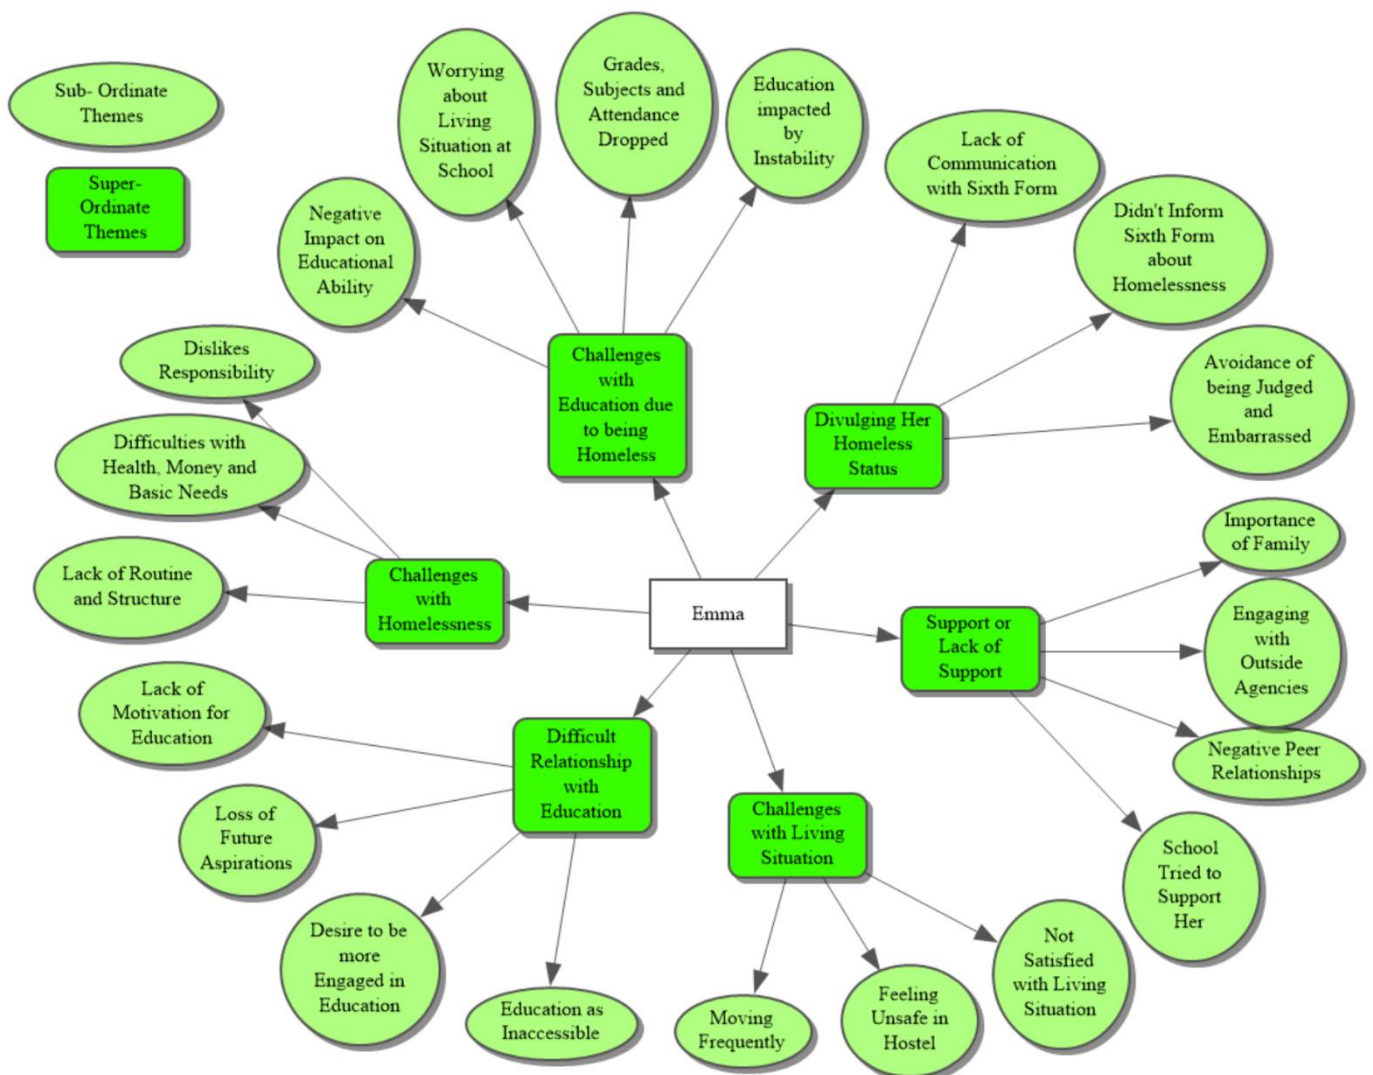 Sub- Ordinate
Themes
Super-
Ordinate
Themes
Negative
Impact on
Educational
Ability
Worrying
about
Living
Situation at
School
Grades,
Subjects and
Attendance
Dropped
Education
impacted
by
Instability
Lack of
Communication
with Sixth Form
Didn't Inform
Sixth Form
about
Homelessness
Avoidance of
being Judged
and
Embarrassed
Dislikes
Responsibility
Difficulties with
Health, Money and
Basic Needs
Lack of Routine
and Structure
Challenges
with
Education due
to being
Homeless
Divulging Her
Homeless
Status
Challenges
with
Homelessness
Emma
Support or
Lack of
Support
Importance
of Family
Engaging
with
Outside
Agencies
Negative Peer
Relationships
School
Tried to
Support
Her
Difficult
Relationship
with
Education
Lack of
Motivation for
Education
Loss of
Future
Aspirations
Desire to be
more
Engaged in
Education
Education as
Inaccessible
Challenges
with Living
Situation
Moving
Frequently
Feeling
Unsafe in
Hostel
Not
Satisfied
with Living
Situation